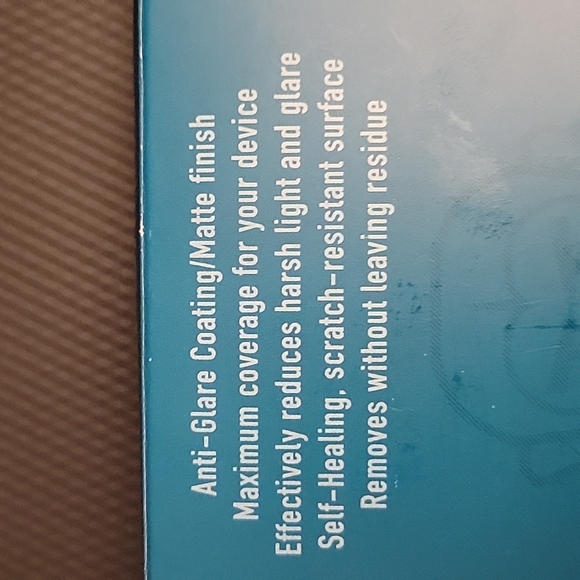 Anti-Glare Coating/Matte finish
Maximum coverage for your device
Effectively reduces harsh light and glare
Self-Healing, scratch-resistant surface
Removes without leaving residue